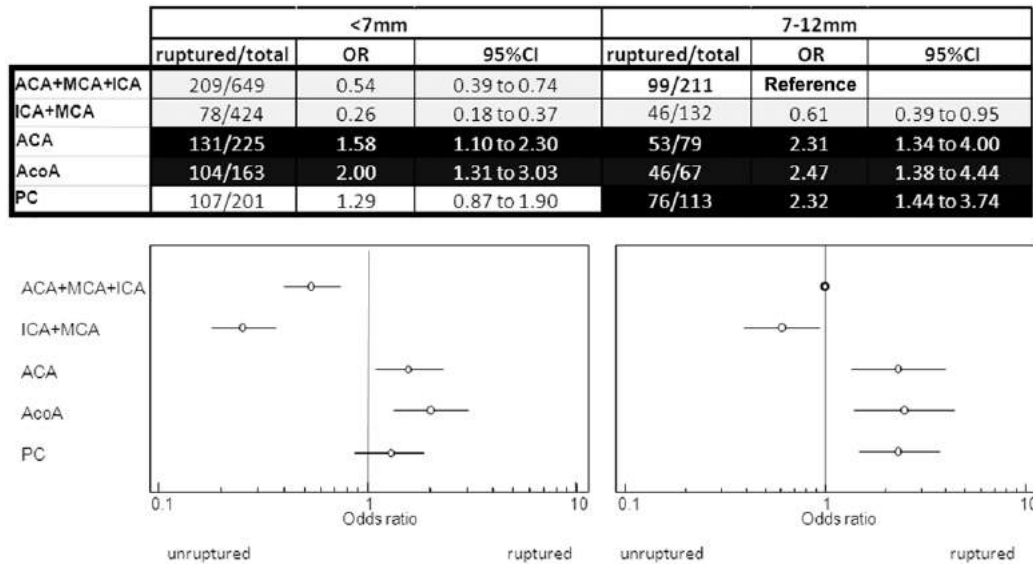 <7mm 7-12mm
ruptured/total OR 95%CI ruptured/total OR 95%CI
ACA+MCA+ICA 209/649 0.54 0.39 to 0.74 99/211 Reference
ICA+MCA 78/424 0.26 0.18 to 0.37 46/132 0.61 0.39 to 0.95
ACA 131/225 1.58 1.10 to 2.30 53/79 2.31 1.34 to 4.00
AcoA 104/163 2.00 1.31 to 3.03 46/67 2.47 1.38 to 4.44
PC 107/201 1.29 0.87 to 1.90 76/113 2.32 1.44 to 3.74
ACA+MCA+ICA
ICA+MCA
ACA
AcoA
PC
0.1 1 10 0.1 1 10
Odds ratio Odds ratio
unruptured ruptured unruptured ruptured